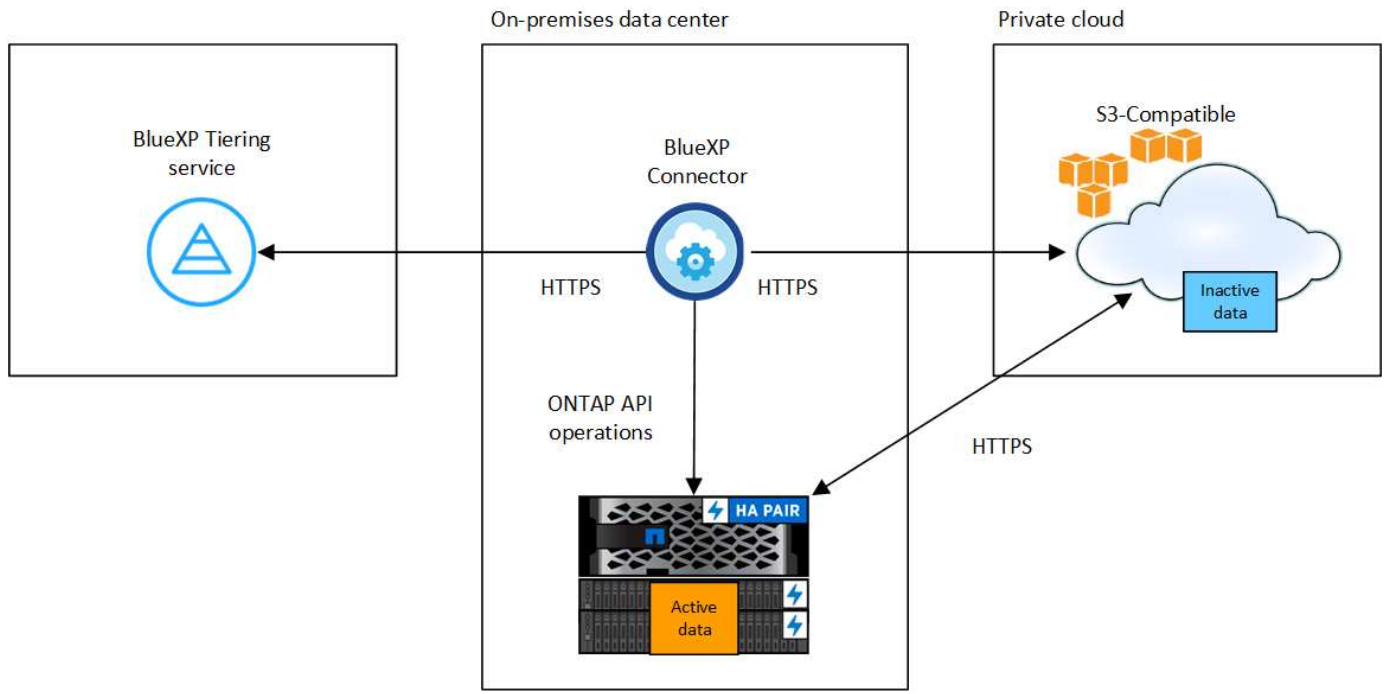 On-premises data center
Private cloud
BlueXP Tiering
service
BlueXP
Connector
S3-Compatible
HTTPS
HTTPS
Inactive
data
ONTAP API
operations
HTTPS
HA PAIR
Active
data